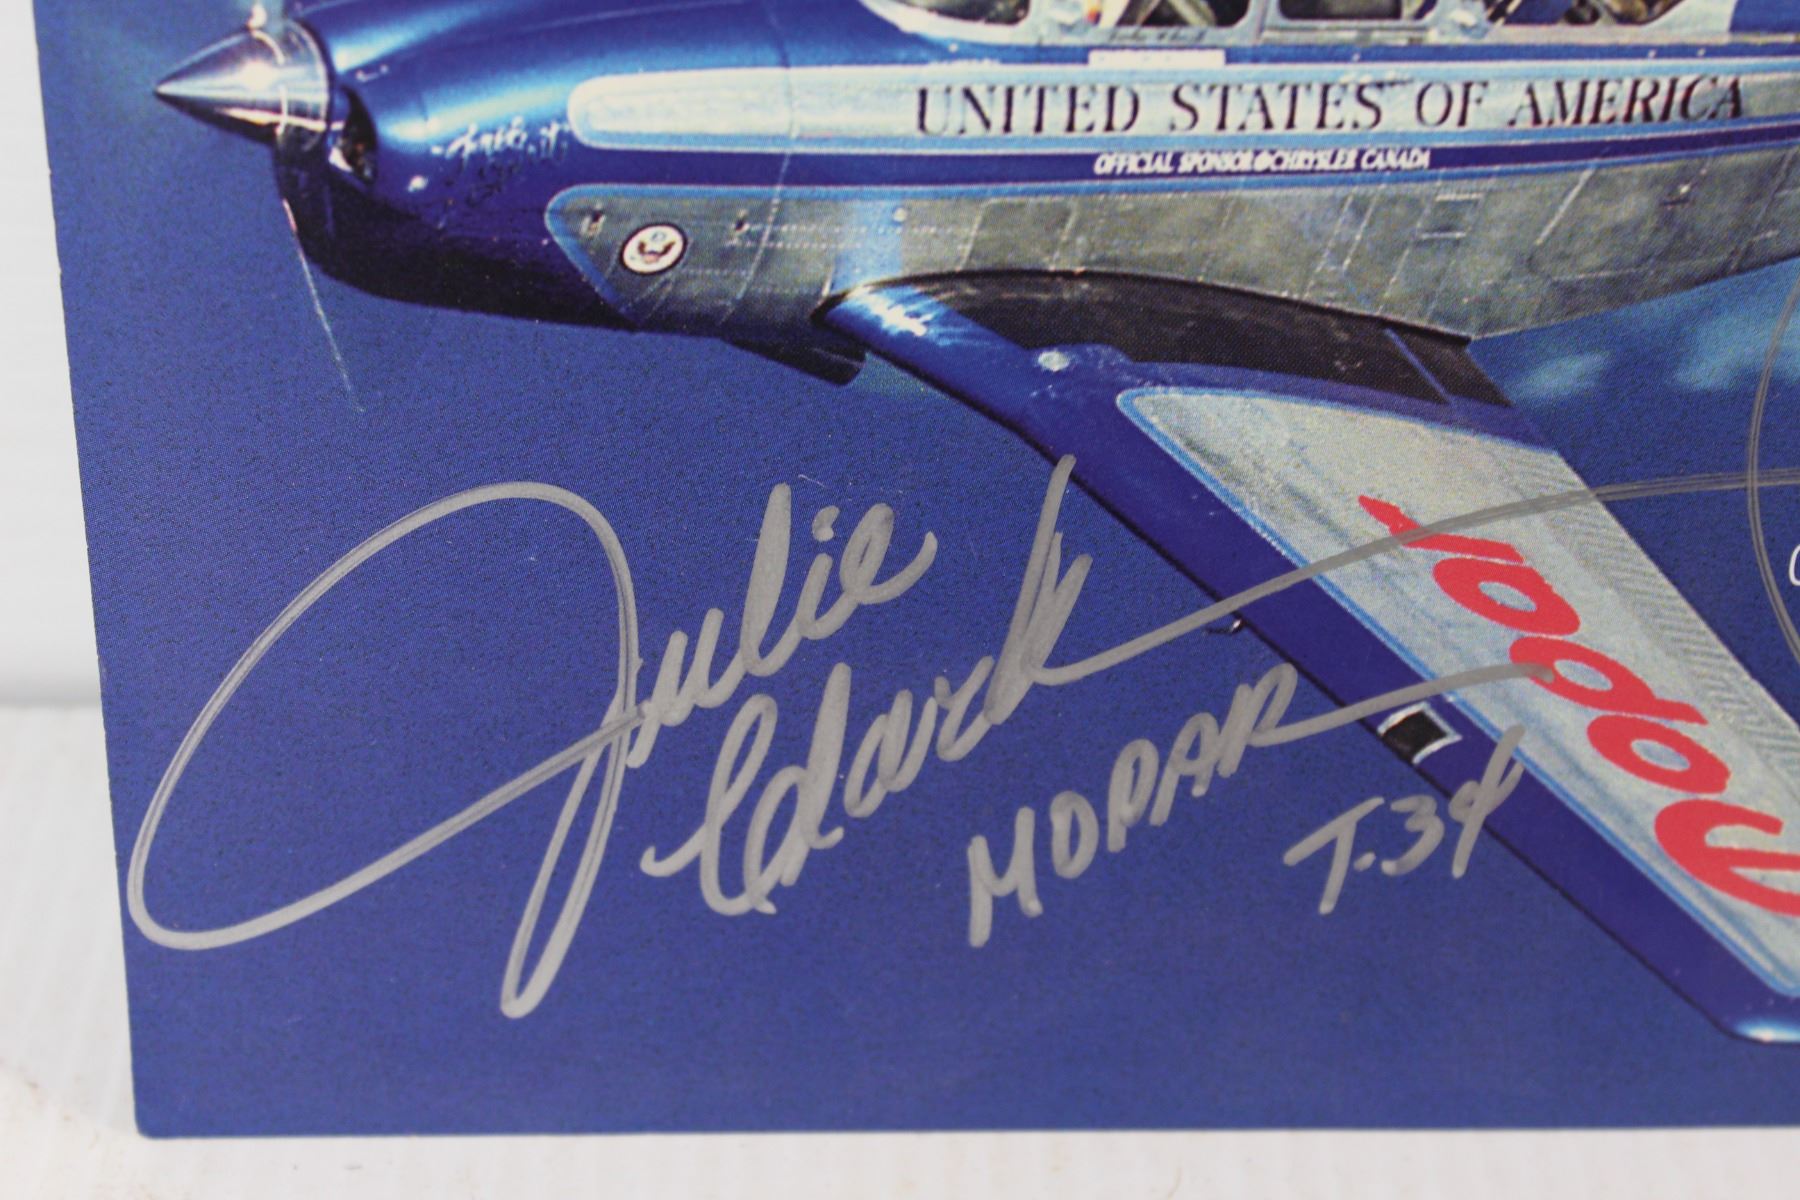 UNITED STATES OF AMERICA
OFFICIAL SPONSOR CHRYSLER CANADA
MOPAR
Julie
Clark
MOPAR T-34